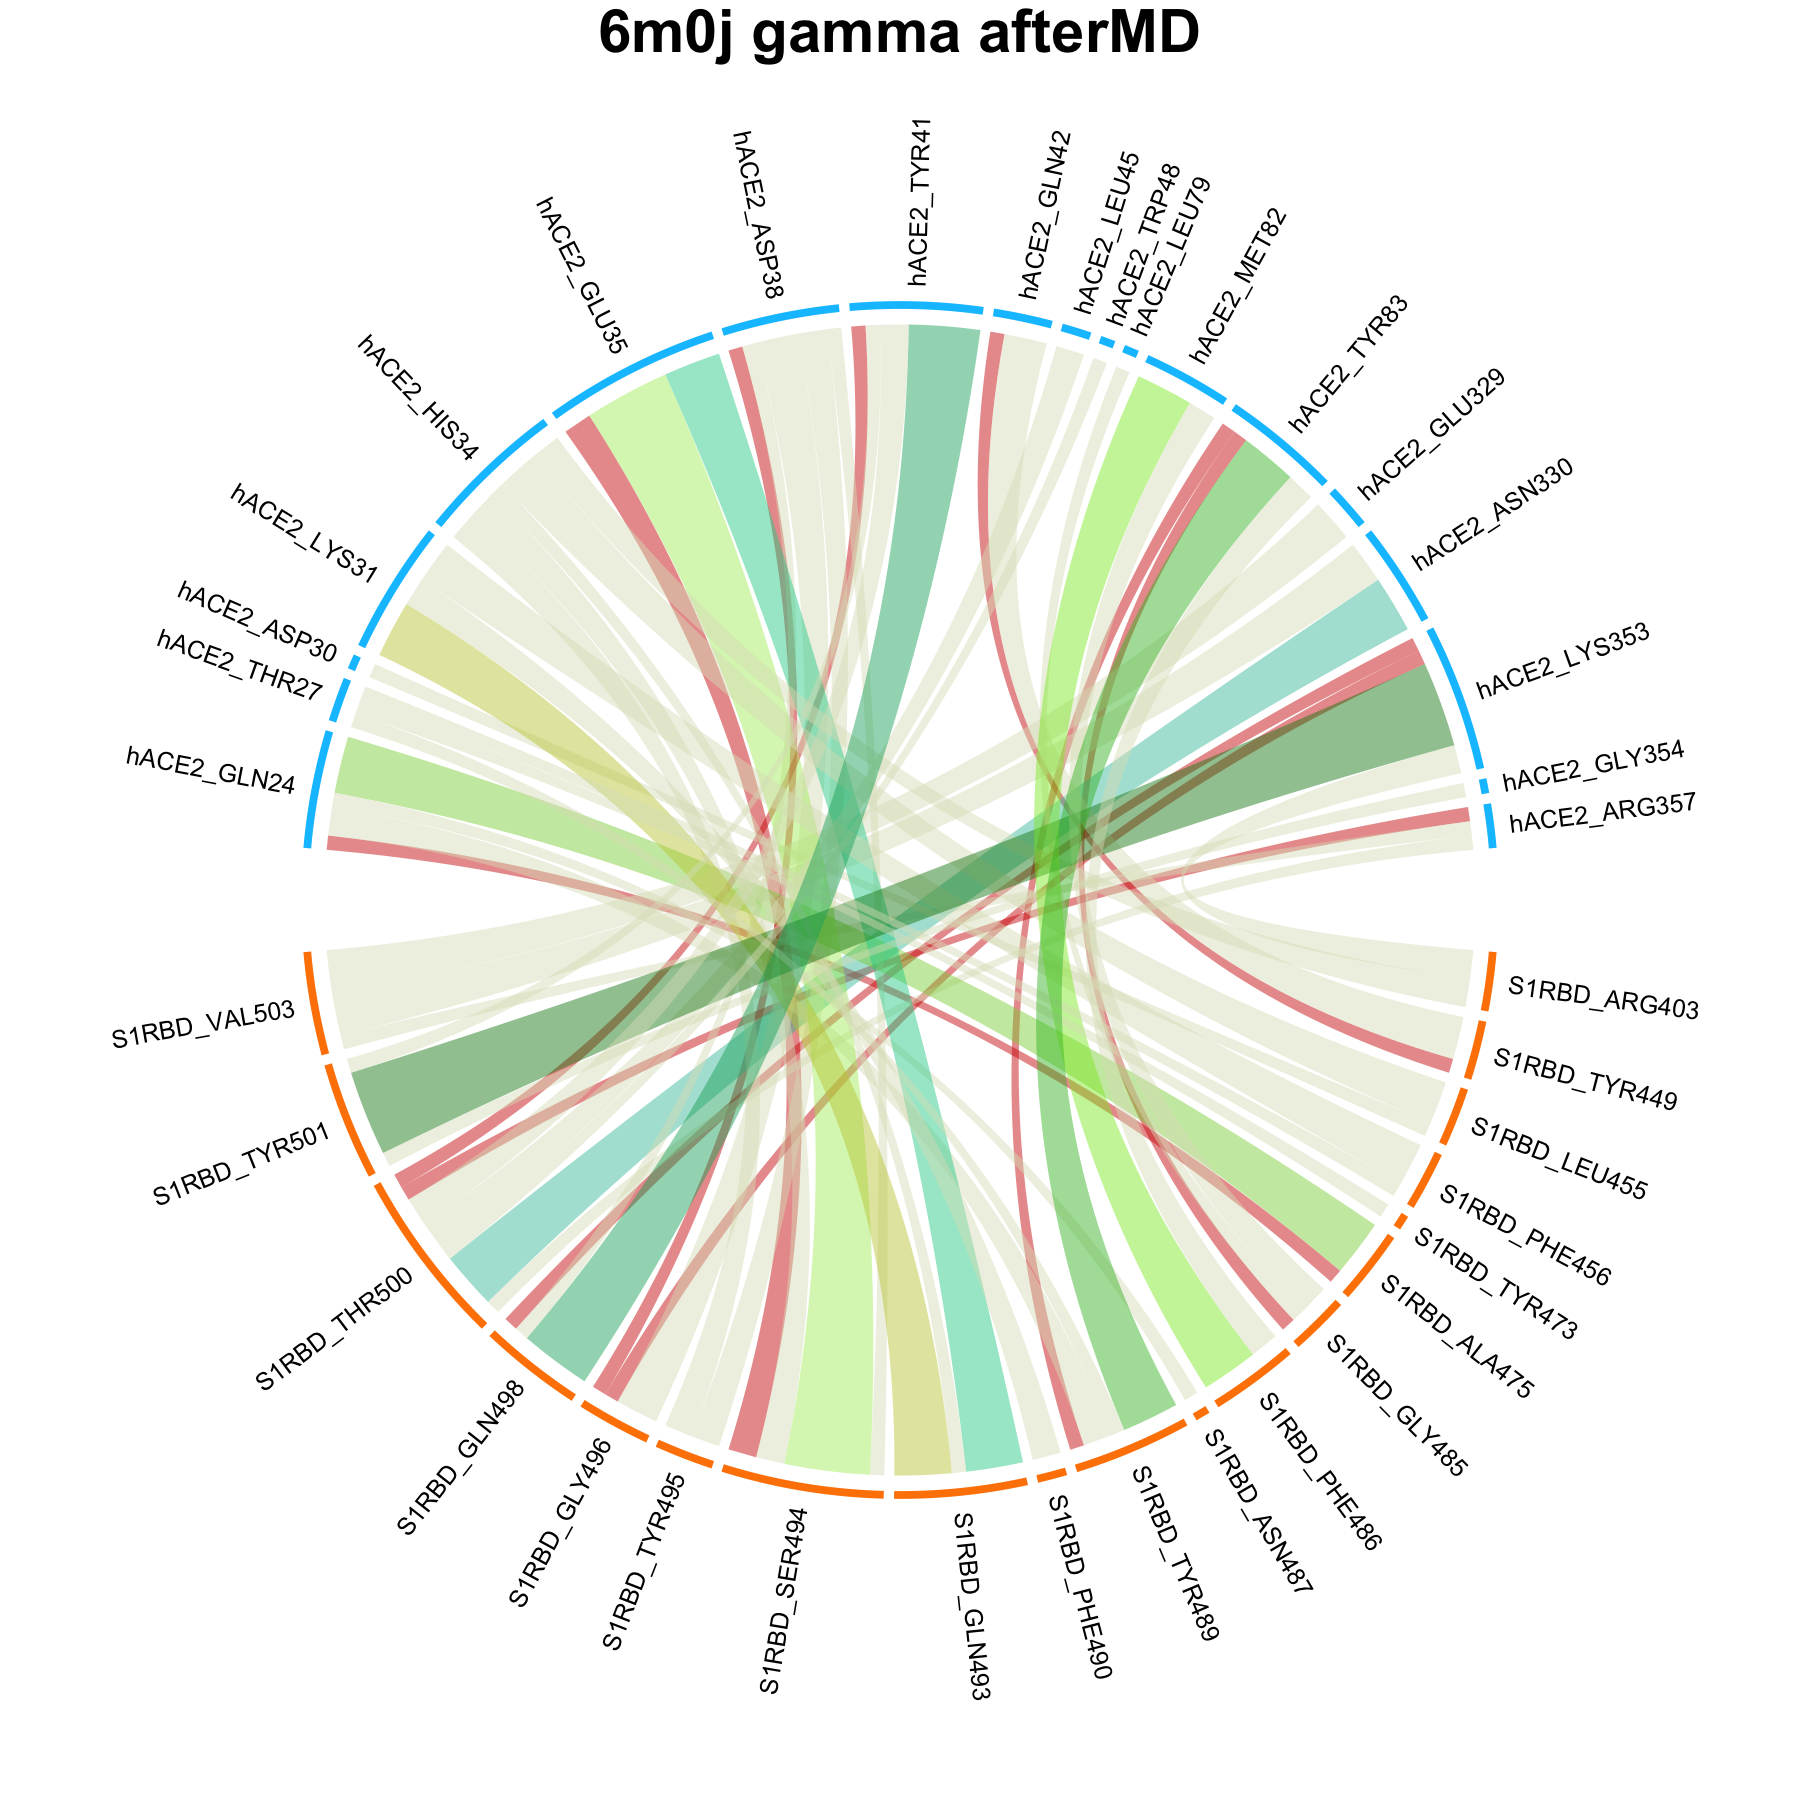 6m0j gamma afterMD
hACE2_GLN24
hACE2_THR27
hACE2_ASP30
hACE2_LYS31
hACE2_HIS34
hACE2_GLU35
hACE2_ASP38
hACE2_TYR41
hACE2_GLN42
hACE2_LEU45
hACE2_TRP48
hACE2_LEU79
hACE2_MET82
hACE2_TYR83
hACE2_GLU329
hACE2_ASN330
hACE2_LYS353
hACE2_GLY354
hACE2_ARG357
S1RBD_ARG403
S1RBD_TYR449
S1RBD_LEU455
S1RBD_PHE456
S1RBD_TYR473
S1RBD_ALA475
S1RBD_GLY485
S1RBD_PHE486
S1RBD_ASN487
S1RBD_TYR489
S1RBD_PHE490
S1RBD_GLN493
S1RBD_SER494
S1RBD_TYR495
S1RBD_GLY496
S1RBD_GLN498
S1RBD_THR500
S1RBD_TYR501
S1RBD_VAL503